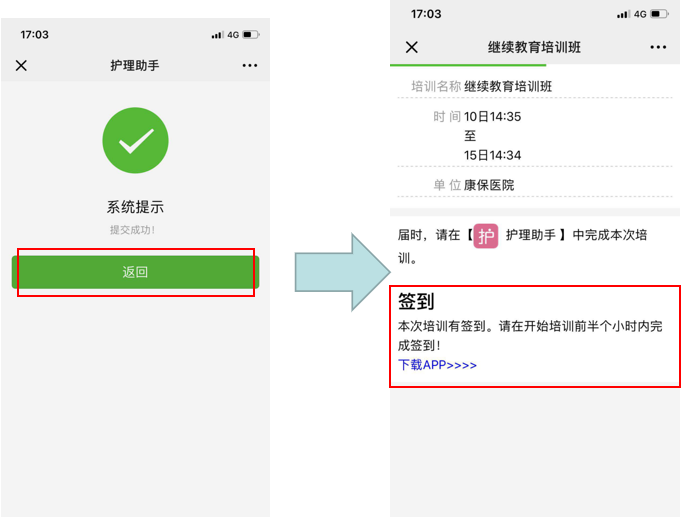 17:03
4G
护理助手
系统提示
提交成功！
返回
17:03
4G
继续教育培训班
培训名称 继续教育培训班
时 间 10日14:35
至
15日14:34
单 位 康保医院
届时，请在【护 护理助手 】中完成本次培
训。
签到
本次培训有签到。请在开始培训前半个小时内完
成签到！
下载APP>>>>